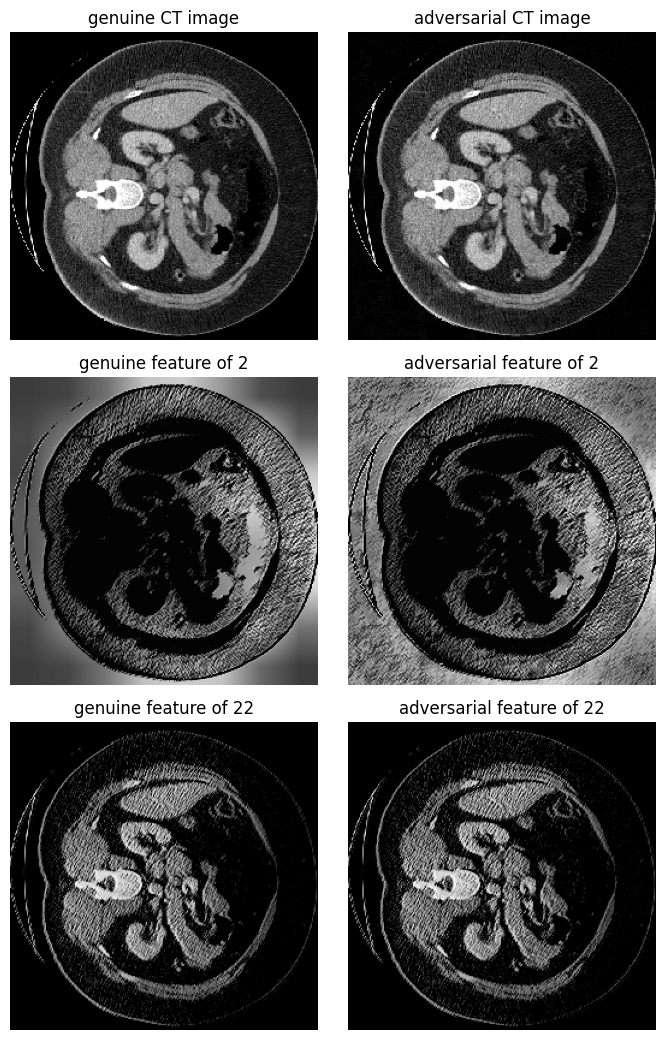 genuine CT image
adversarial CT image
genuine feature of 2
adversarial feature of 2
genuine feature of 22
adversarial feature of 22